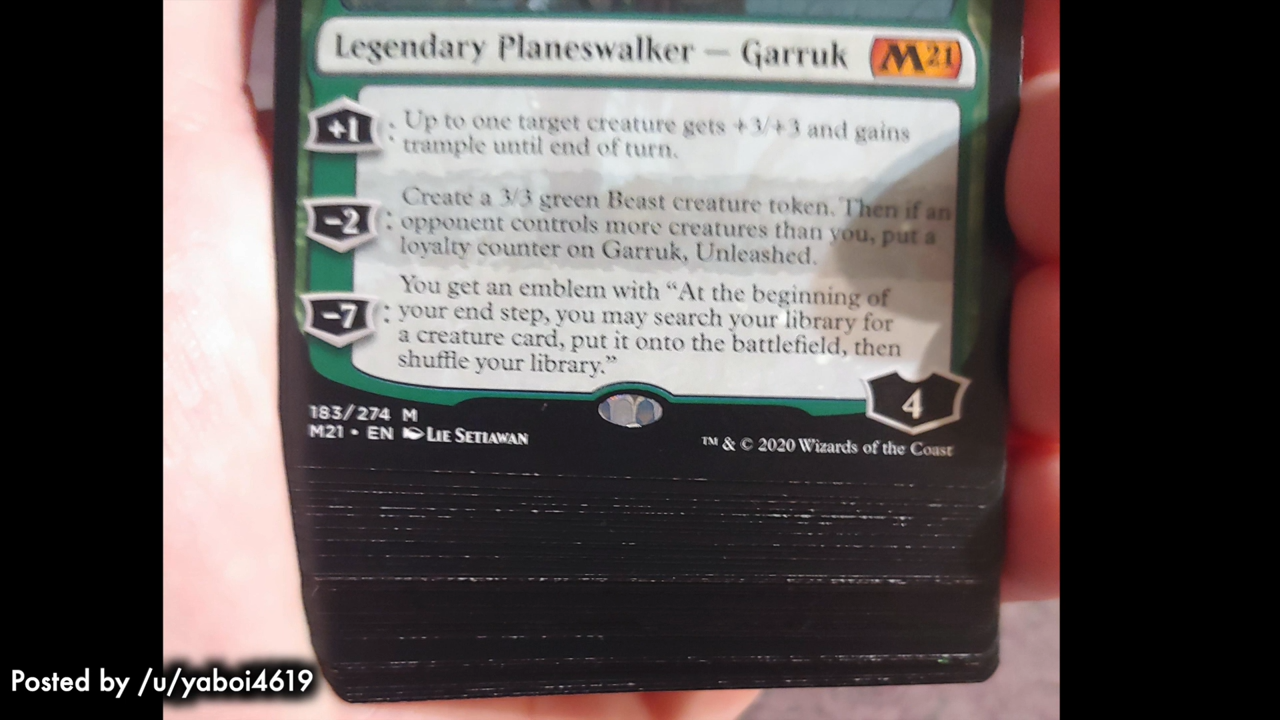 Legendary Planeswalker — Garruk M21
+1: Up to one target creature gets +3/+3 and gains
trample until end of turn.
Create a 3/3 green Beast creature token. Then if an
−2: opponent controls more creatures than you, put a
loyalty counter on Garruk, Unleashed.
You get an emblem with “At the beginning of
−7: your end step, you may search your library for
a creature card, put it onto the battlefield, then
shuffle your library.”
4
183/274 M
M21 • EN Lie Setiawan
™ & © 2020 Wizards of the Coast
Posted by /u/yaboi4619